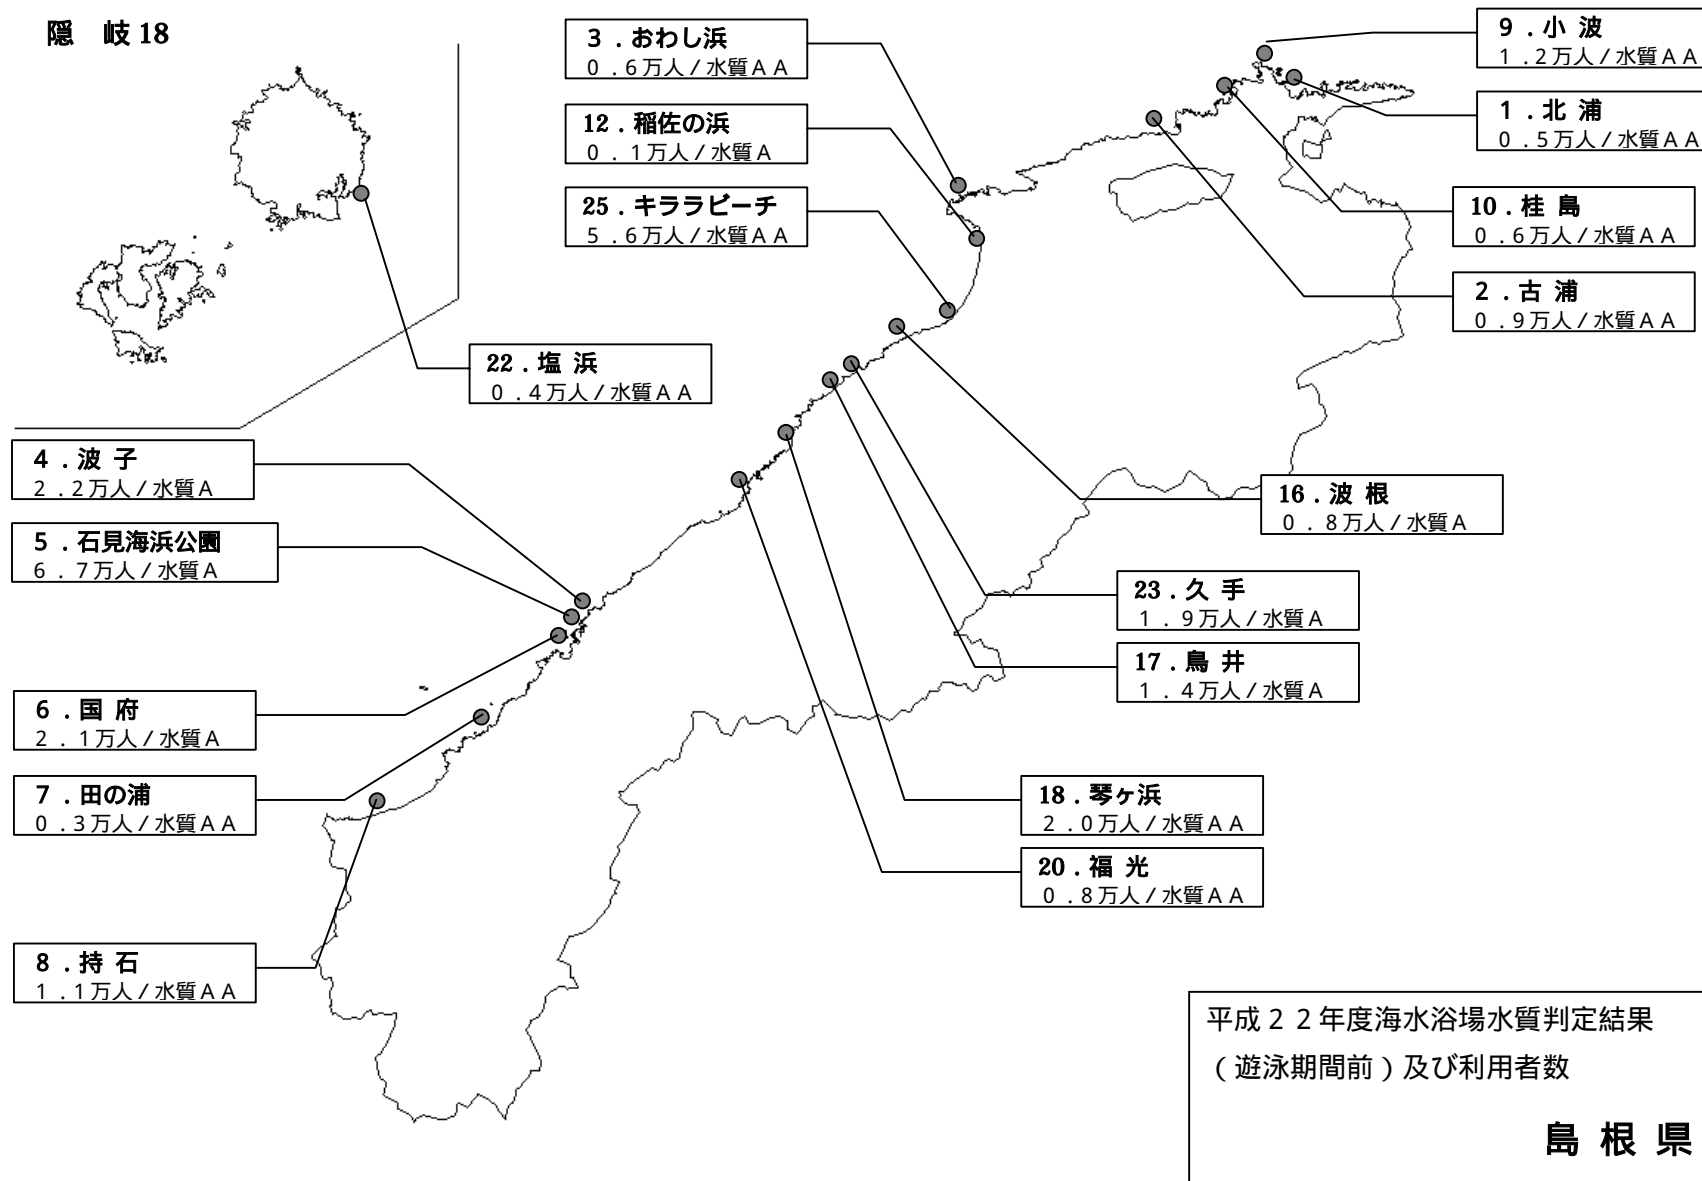 隠 岐18
3．おわし浜
0．6万人/水質ＡＡ
12．稲佐の浜
0．1万人/水質Ａ
25．キララビーチ
5．6万人/水質ＡＡ
9．小 波
1．2万人/水質ＡＡ
1．北 浦
0．5万人/水質ＡＡ
10．桂 島
0．6万人/水質ＡＡ
2．古 浦
0．9万人/水質ＡＡ
22．塩 浜
0．4万人/水質ＡＡ
4．波 子
2．2万人/水質Ａ
5．石見海浜公園
6．7万人/水質Ａ
6．国 府
2．1万人/水質Ａ
7．田の浦
0．3万人/水質ＡＡ
8．持 石
1．1万人/水質ＡＡ
16．波 根
0．8万人/水質Ａ
23．久 手
1．9万人/水質Ａ
17．鳥 井
1．4万人/水質Ａ
18．琴ヶ浜
2．0万人/水質ＡＡ
20．福 光
0．8万人/水質ＡＡ
平成２２年度海水浴場水質判定結果
（遊泳期間前）及び利用者数
島 根 県